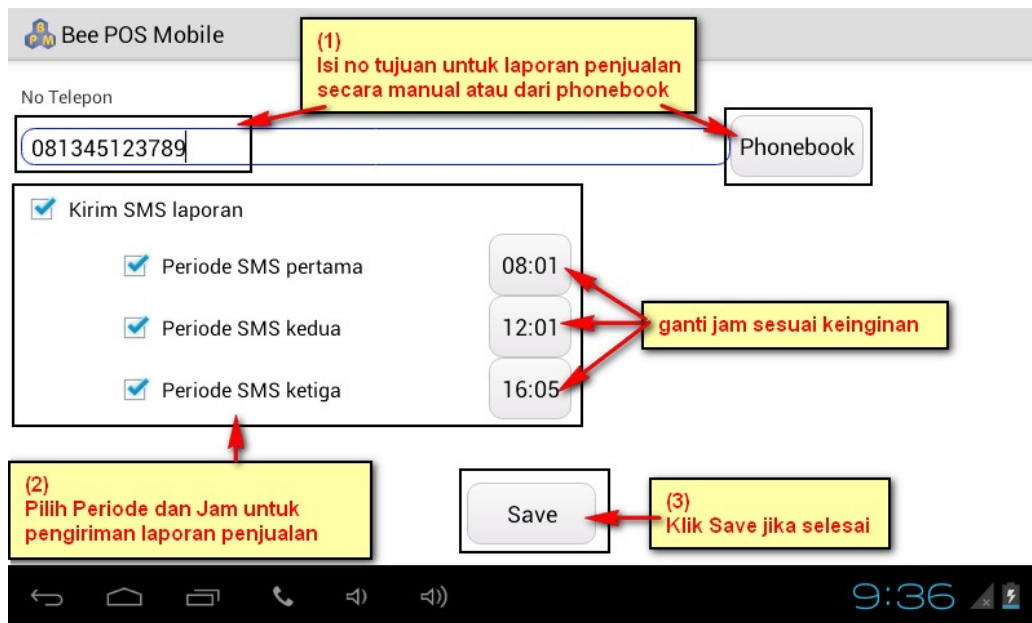 Bee POS Mobile
(1)
Isi no tujuan untuk laporan penjualan
secara manual atau dari phonebook
No Telepon
081345123789
Phonebook
Kirim SMS laporan
Periode SMS pertama
08:01
Periode SMS kedua
12:01
ganti jam sesuai keinginan
Periode SMS ketiga
16:05
(2)
Pilih Periode dan Jam untuk
pengiriman laporan penjualan
Save
(3)
Klik Save jika selesai
9:36